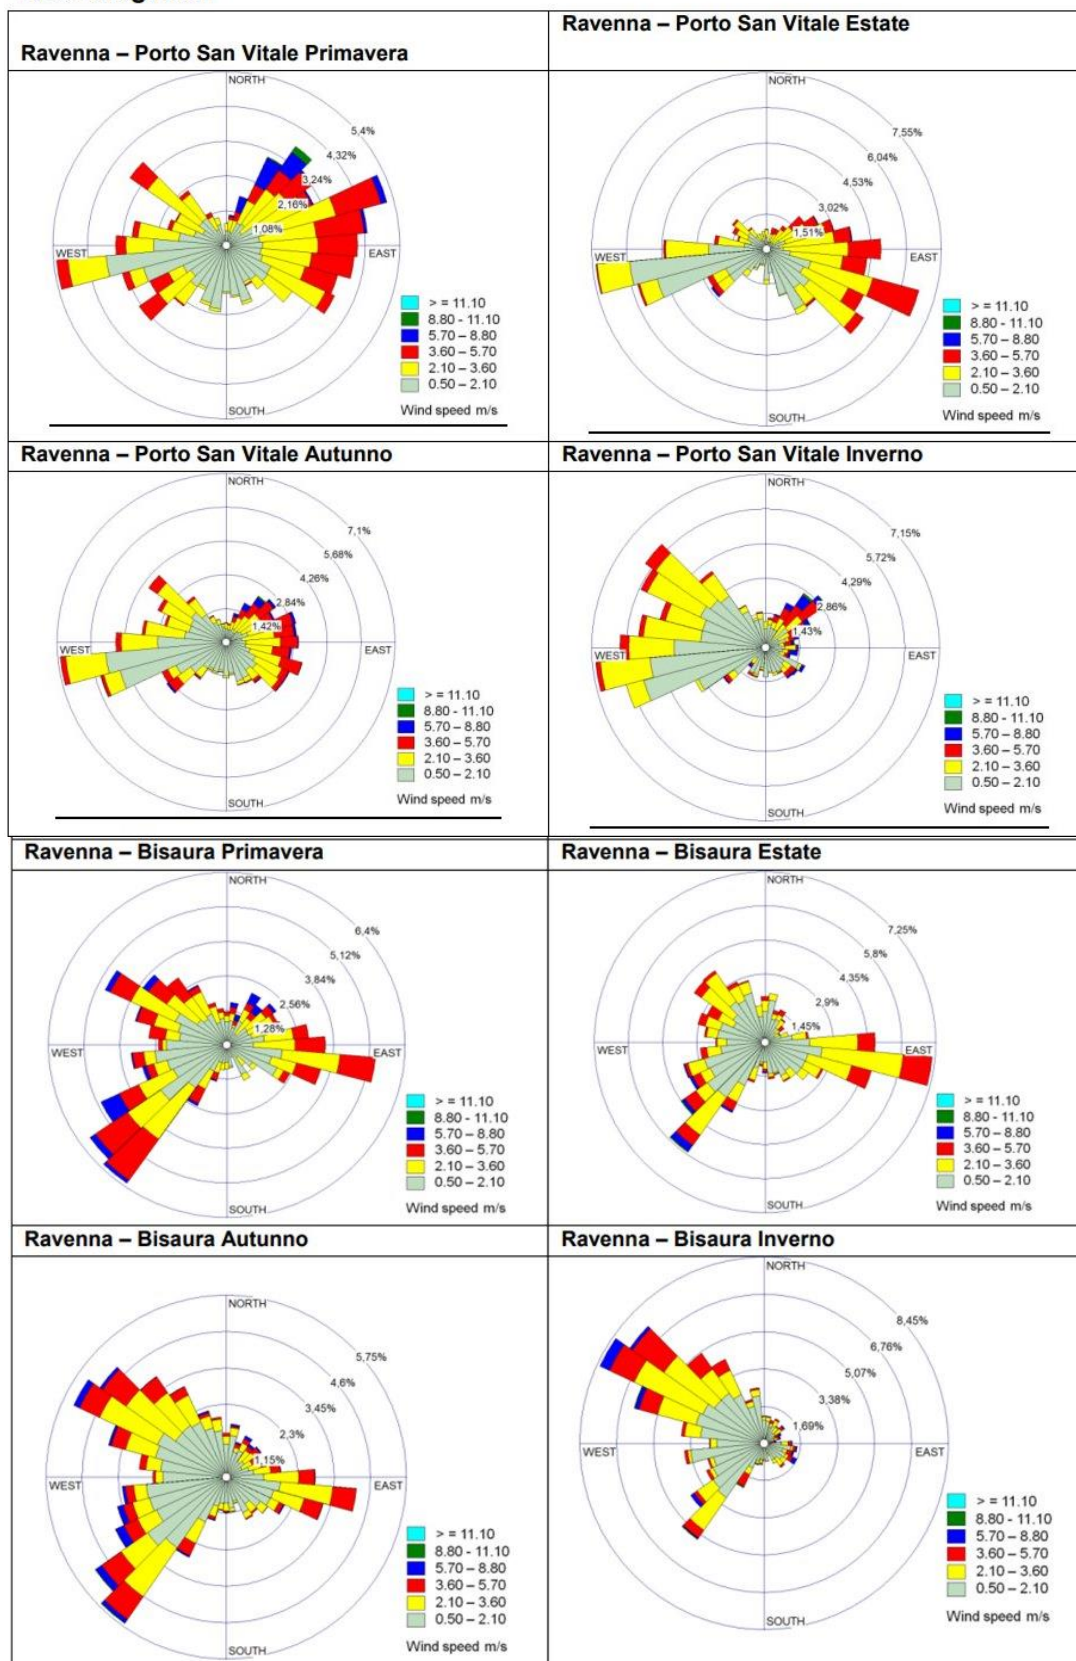 Ravenna – Porto San Vitale Primavera
NORTH
5,4%
4,32%
3,24%
2,16%
1,08%
WEST
EAST
SOUTH
> = 11.10
8.80 - 11.10
5.70 – 8.80
3.60 – 5.70
2.10 – 3.60
0.50 – 2.10
Wind speed m/s
Ravenna – Porto San Vitale Estate
NORTH
7,55%
6,04%
4,53%
3,02%
1,51%
WEST
EAST
SOUTH
> = 11.10
8.80 - 11.10
5.70 – 8.80
3.60 – 5.70
2.10 – 3.60
0.50 – 2.10
Wind speed m/s
Ravenna – Porto San Vitale Autunno
NORTH
7,1%
5,68%
4,26%
2,84%
1,42%
WEST
EAST
SOUTH
> = 11.10
8.80 - 11.10
5.70 – 8.80
3.60 – 5.70
2.10 – 3.60
0.50 – 2.10
Wind speed m/s
Ravenna – Porto San Vitale Inverno
NORTH
7,15%
5,72%
4,29%
2,86%
1,43%
WEST
EAST
SOUTH
> = 11.10
8.80 - 11.10
5.70 – 8.80
3.60 – 5.70
2.10 – 3.60
0.50 – 2.10
Wind speed m/s
Ravenna – Bisaura Primavera
NORTH
6,4%
5,12%
3,84%
2,56%
1,28%
WEST
EAST
SOUTH
> = 11.10
8.80 - 11.10
5.70 – 8.80
3.60 – 5.70
2.10 – 3.60
0.50 – 2.10
Wind speed m/s
Ravenna – Bisaura Estate
NORTH
7,25%
5,8%
4,35%
2,9%
1,45%
WEST
EAST
SOUTH
> = 11.10
8.80 - 11.10
5.70 – 8.80
3.60 – 5.70
2.10 – 3.60
0.50 – 2.10
Wind speed m/s
Ravenna – Bisaura Autunno
NORTH
5,75%
4,6%
3,45%
2,3%
1,15%
WEST
EAST
SOUTH
> = 11.10
8.80 - 11.10
5.70 – 8.80
3.60 – 5.70
2.10 – 3.60
0.50 – 2.10
Wind speed m/s
Ravenna – Bisaura Inverno
NORTH
8,45%
6,76%
5,07%
3,38%
1,69%
WEST
EAST
SOUTH
> = 11.10
8.80 - 11.10
5.70 – 8.80
3.60 – 5.70
2.10 – 3.60
0.50 – 2.10
Wind speed m/s